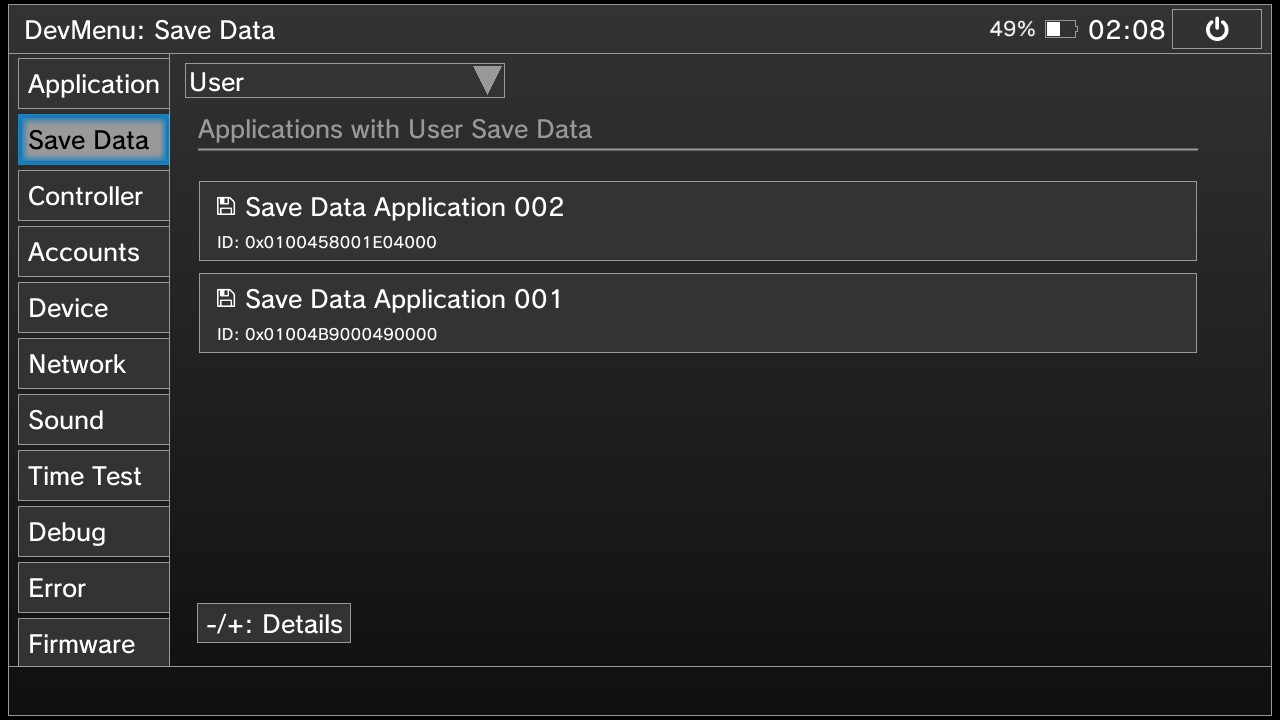 DevMenu: Save Data
49%
02:08
Application
Save Data
Controller
Accounts
Device
Network
Sound
Time Test
Debug
Error
Firmware
User
Applications with User Save Data
Save Data Application 002
ID: 0x0100458001E04000
Save Data Application 001
ID: 0x01004B9000490000
-/+: Details